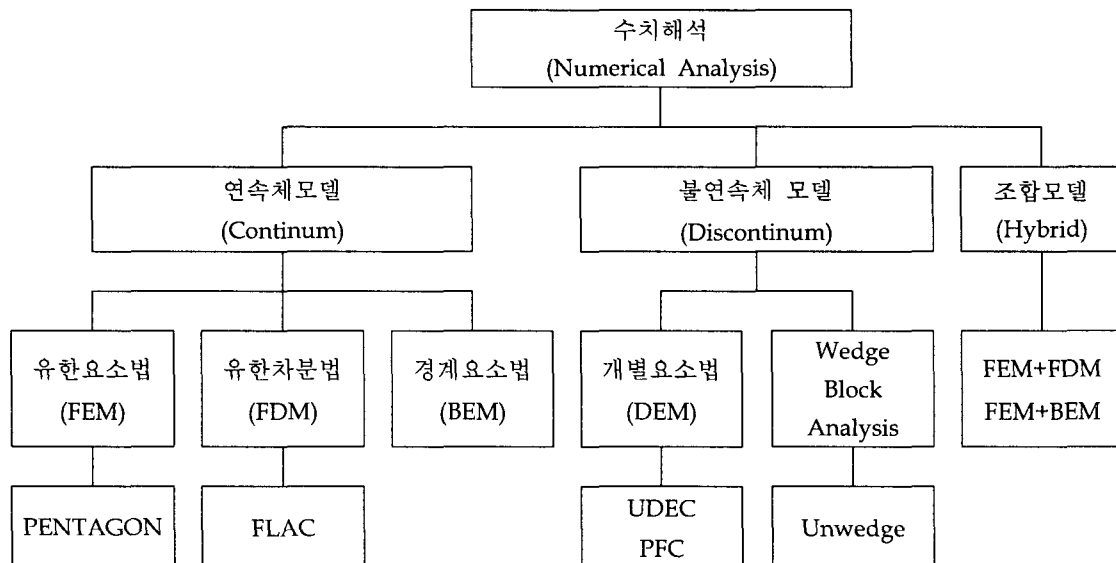 수치해석
(Numerical Analysis)
연속체모델
(Continum)
불연속체 모델
(Discontinum)
조합모델
(Hybrid)
유한요소법
(FEM)
유한차분법
(FDM)
경계요소법
(BEM)
개별요소법
(DEM)
Wedge
Block
Analysis
FEM+FDM
FEM+BEM
PENTAGON
FLAC
UDEC
PFC
Unwedge